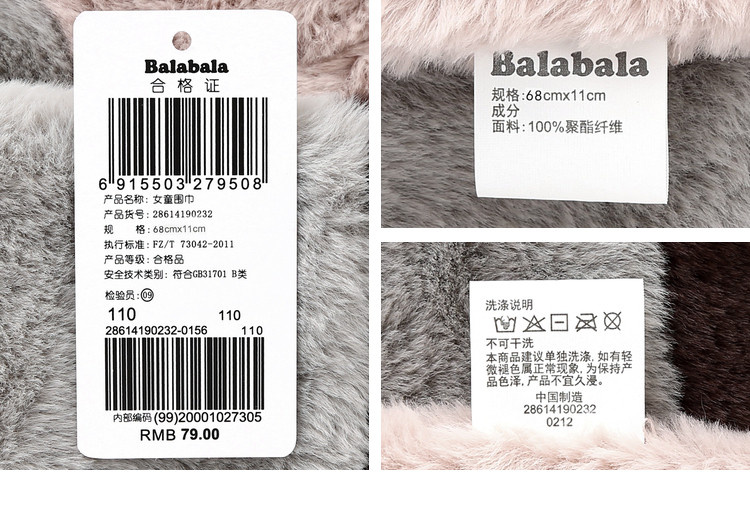 Balabala
合格证
6 915503 279508
产品名称: 女童围巾
产品货号: 28614190232
规 格: 68cmx11cm
执行标准: FZ/T 73042-2011
产品等级: 合格品
安全技术类别: 符合GB31701 B类
检验员: 09
110 110
28614190232-0156 110
内部编码 (99)20001027305
RMB 79.00
Balabala
规格: 68cmx11cm
成分
面料: 100%聚酯纤维
洗涤说明
不可干洗
本商品建议单独洗涤, 如有轻
微褪色属正常现象, 为保持产
品色泽, 产品不宜久浸。
中国制造
28614190232
0212